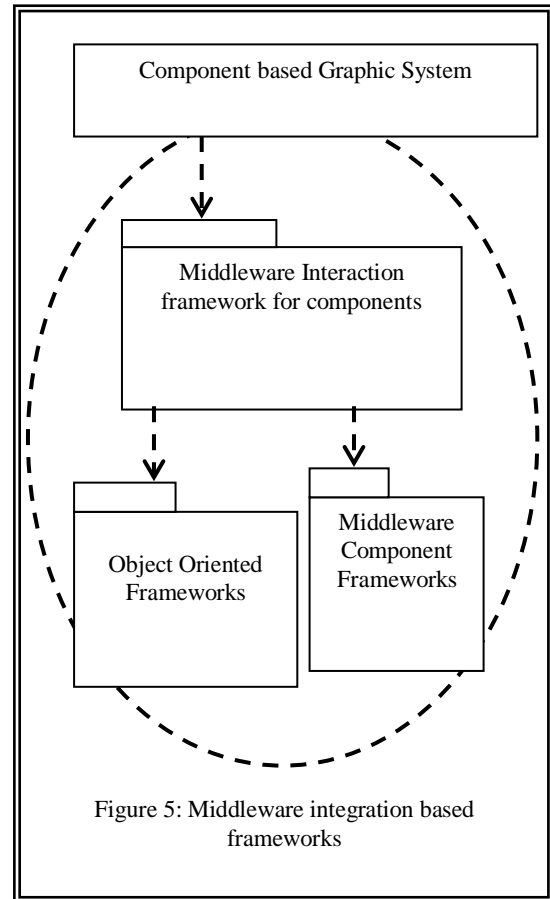 Component based Graphic System
Middleware Interaction
framework for components
Object Oriented
Frameworks
Middleware
Component
Frameworks
Figure 5: Middleware integration based
frameworks